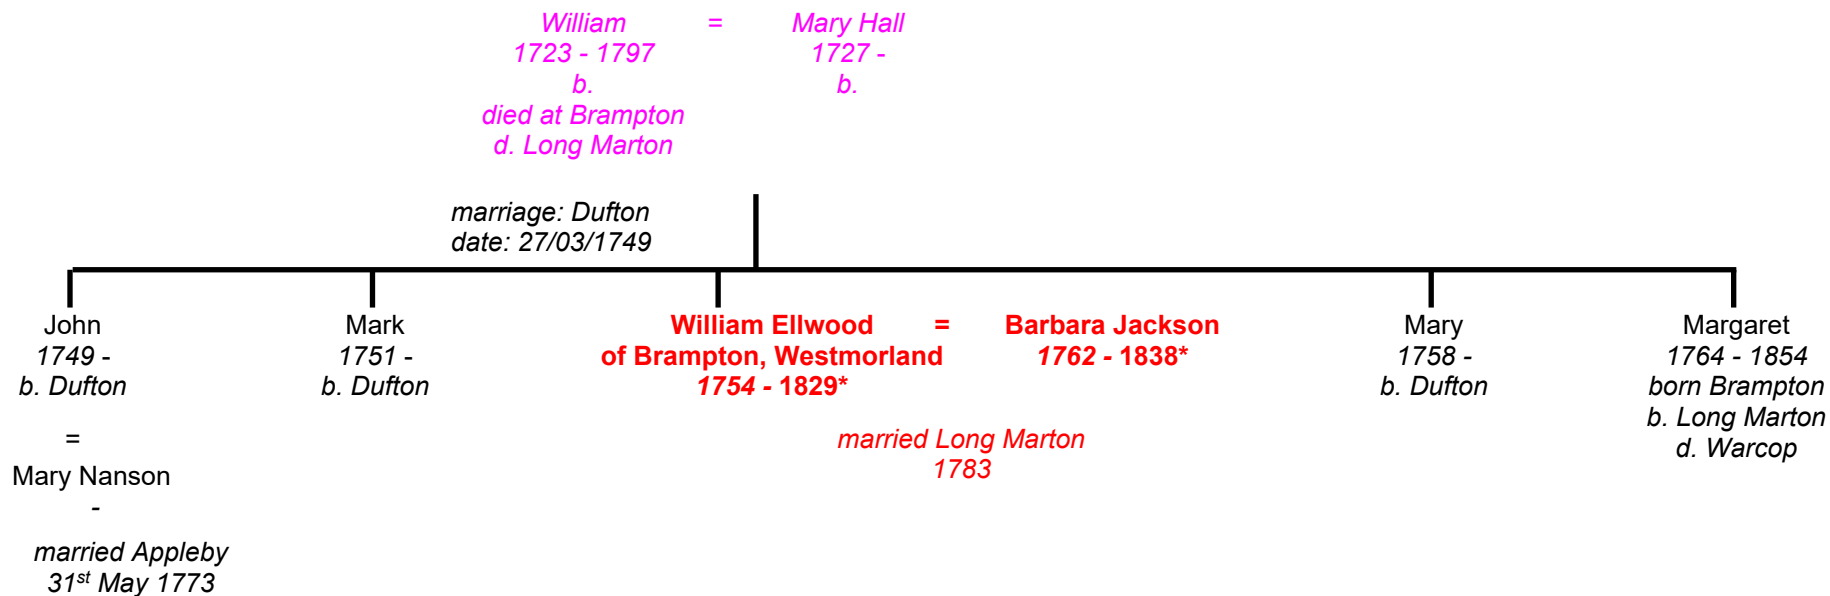 William = Mary Hall
1723 - 1797 1727 -
b. b.
died at Brampton
d. Long Marton
marriage: Dufton
date: 27/03/1749
John
1749 -
b. Dufton
=
Mary Nanson
-
married Appleby
31st May 1773
Mark
1751 -
b. Dufton
William Ellwood = Barbara Jackson
of Brampton, Westmorland 1762 - 1838*
1754 - 1829*
married Long Marton
1783
Mary
1758 -
b. Dufton
Margaret
1764 - 1854
born Brampton
b. Long Marton
d. Warcop